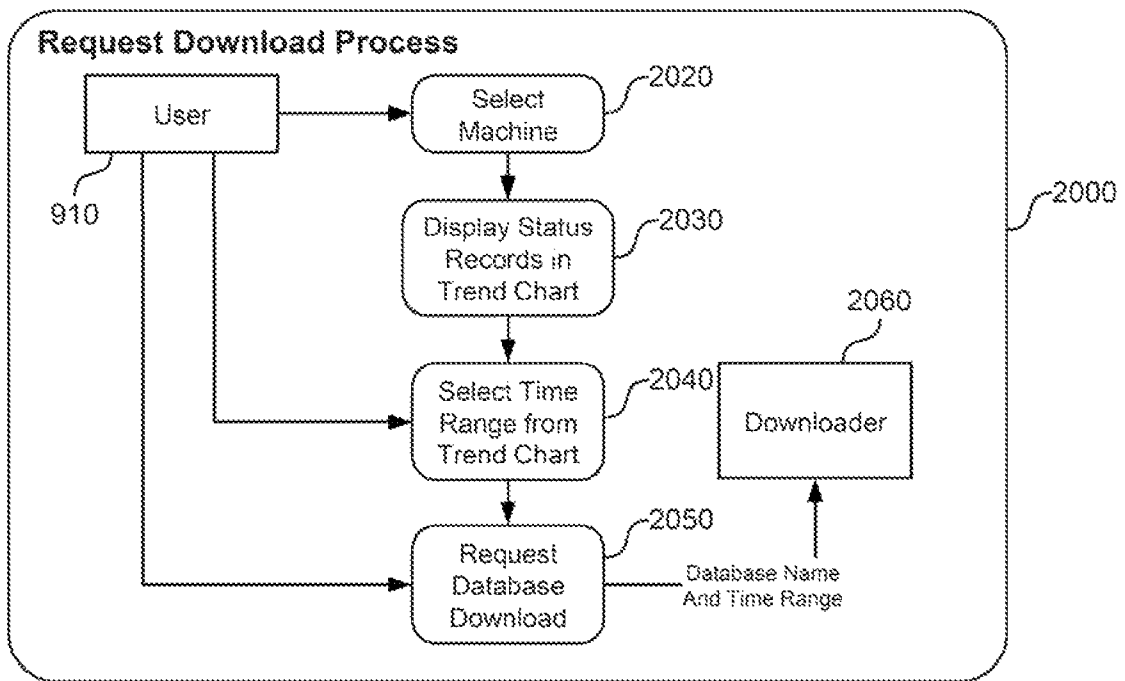 Request Download Process
User
910
Select
Machine
2020
Display Status
Records in
Trend Chart
2030
2000
Select Time
Range from
Trend Chart
2040
2060
Downloader
Request
Database
Download
2050
Database Name
And Time Range